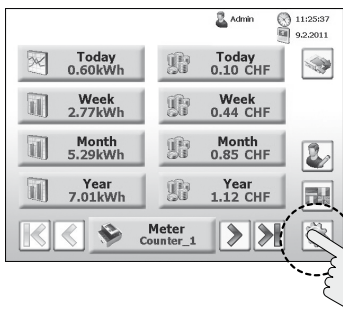 Admin 11:25:37
9.2.2011
Today
0.60kWh
Today
0.10 CHF
Week
2.77kWh
Week
0.44 CHF
Month
5.29kWh
Month
0.85 CHF
Year
7.01kWh
Year
1.12 CHF
Meter
Counter_1